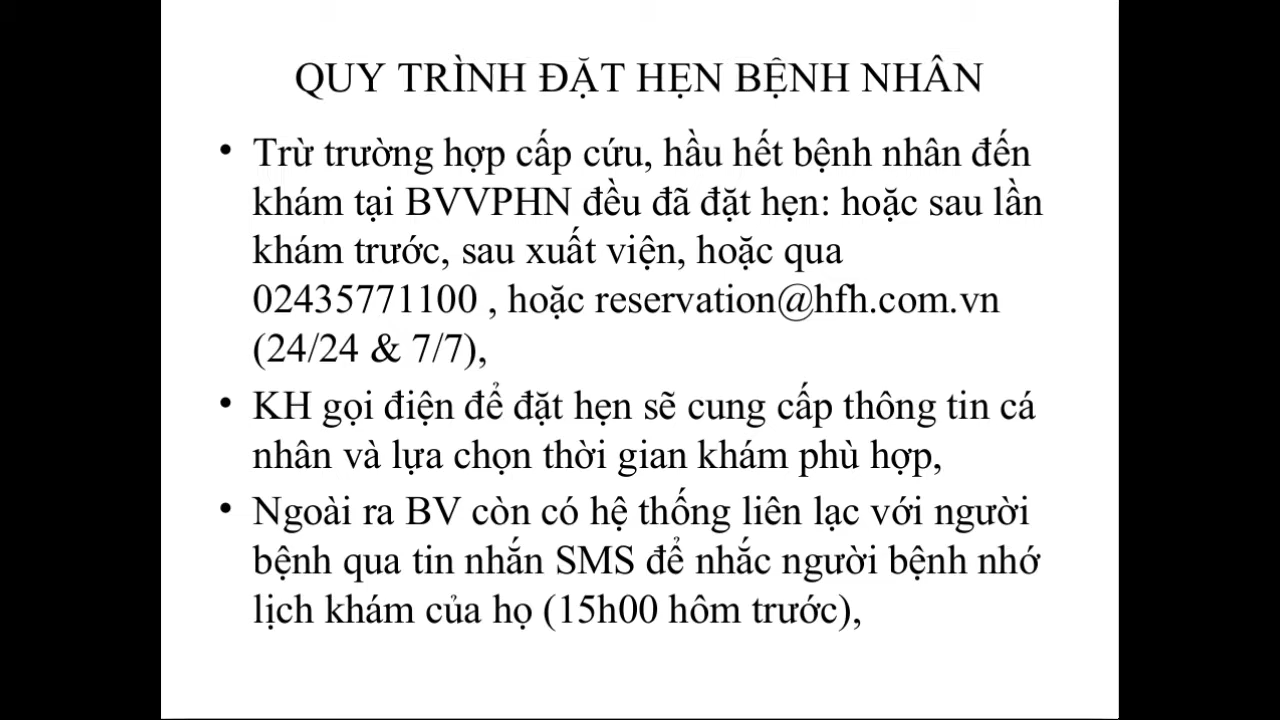 QUY TRÌNH ĐẶT HẸN BỆNH NHÂN
• Trừ trường hợp cấp cứu, hầu hết bệnh nhân đến
khám tại BVVPHN đều đã đặt hẹn: hoặc sau lần
khám trước, sau xuất viện, hoặc qua
02435771100 , hoặc reservation@hfh.com.vn
(24/24 & 7/7),
• KH gọi điện để đặt hẹn sẽ cung cấp thông tin cá
nhân và lựa chọn thời gian khám phù hợp,
• Ngoài ra BV còn có hệ thống liên lạc với người
bệnh qua tin nhắn SMS để nhắc người bệnh nhớ
lịch khám của họ (15h00 hôm trước),